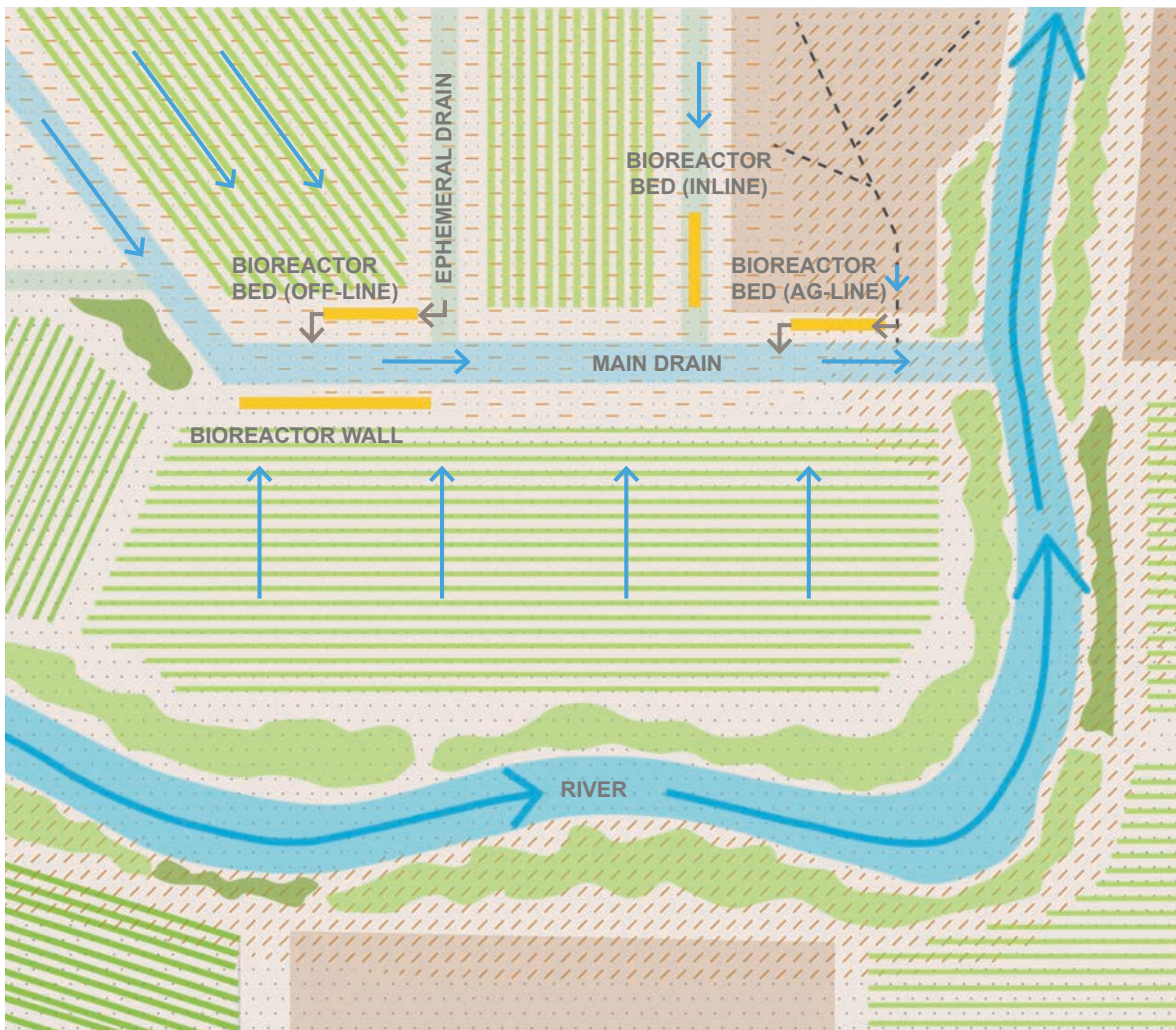 EPHEMERAL DRAIN
BIOREACTOR
BED (INLINE)
BIOREACTOR
BED (OFF-LINE)
BIOREACTOR
BED (AG-LINE)
MAIN DRAIN
BIOREACTOR WALL
RIVER